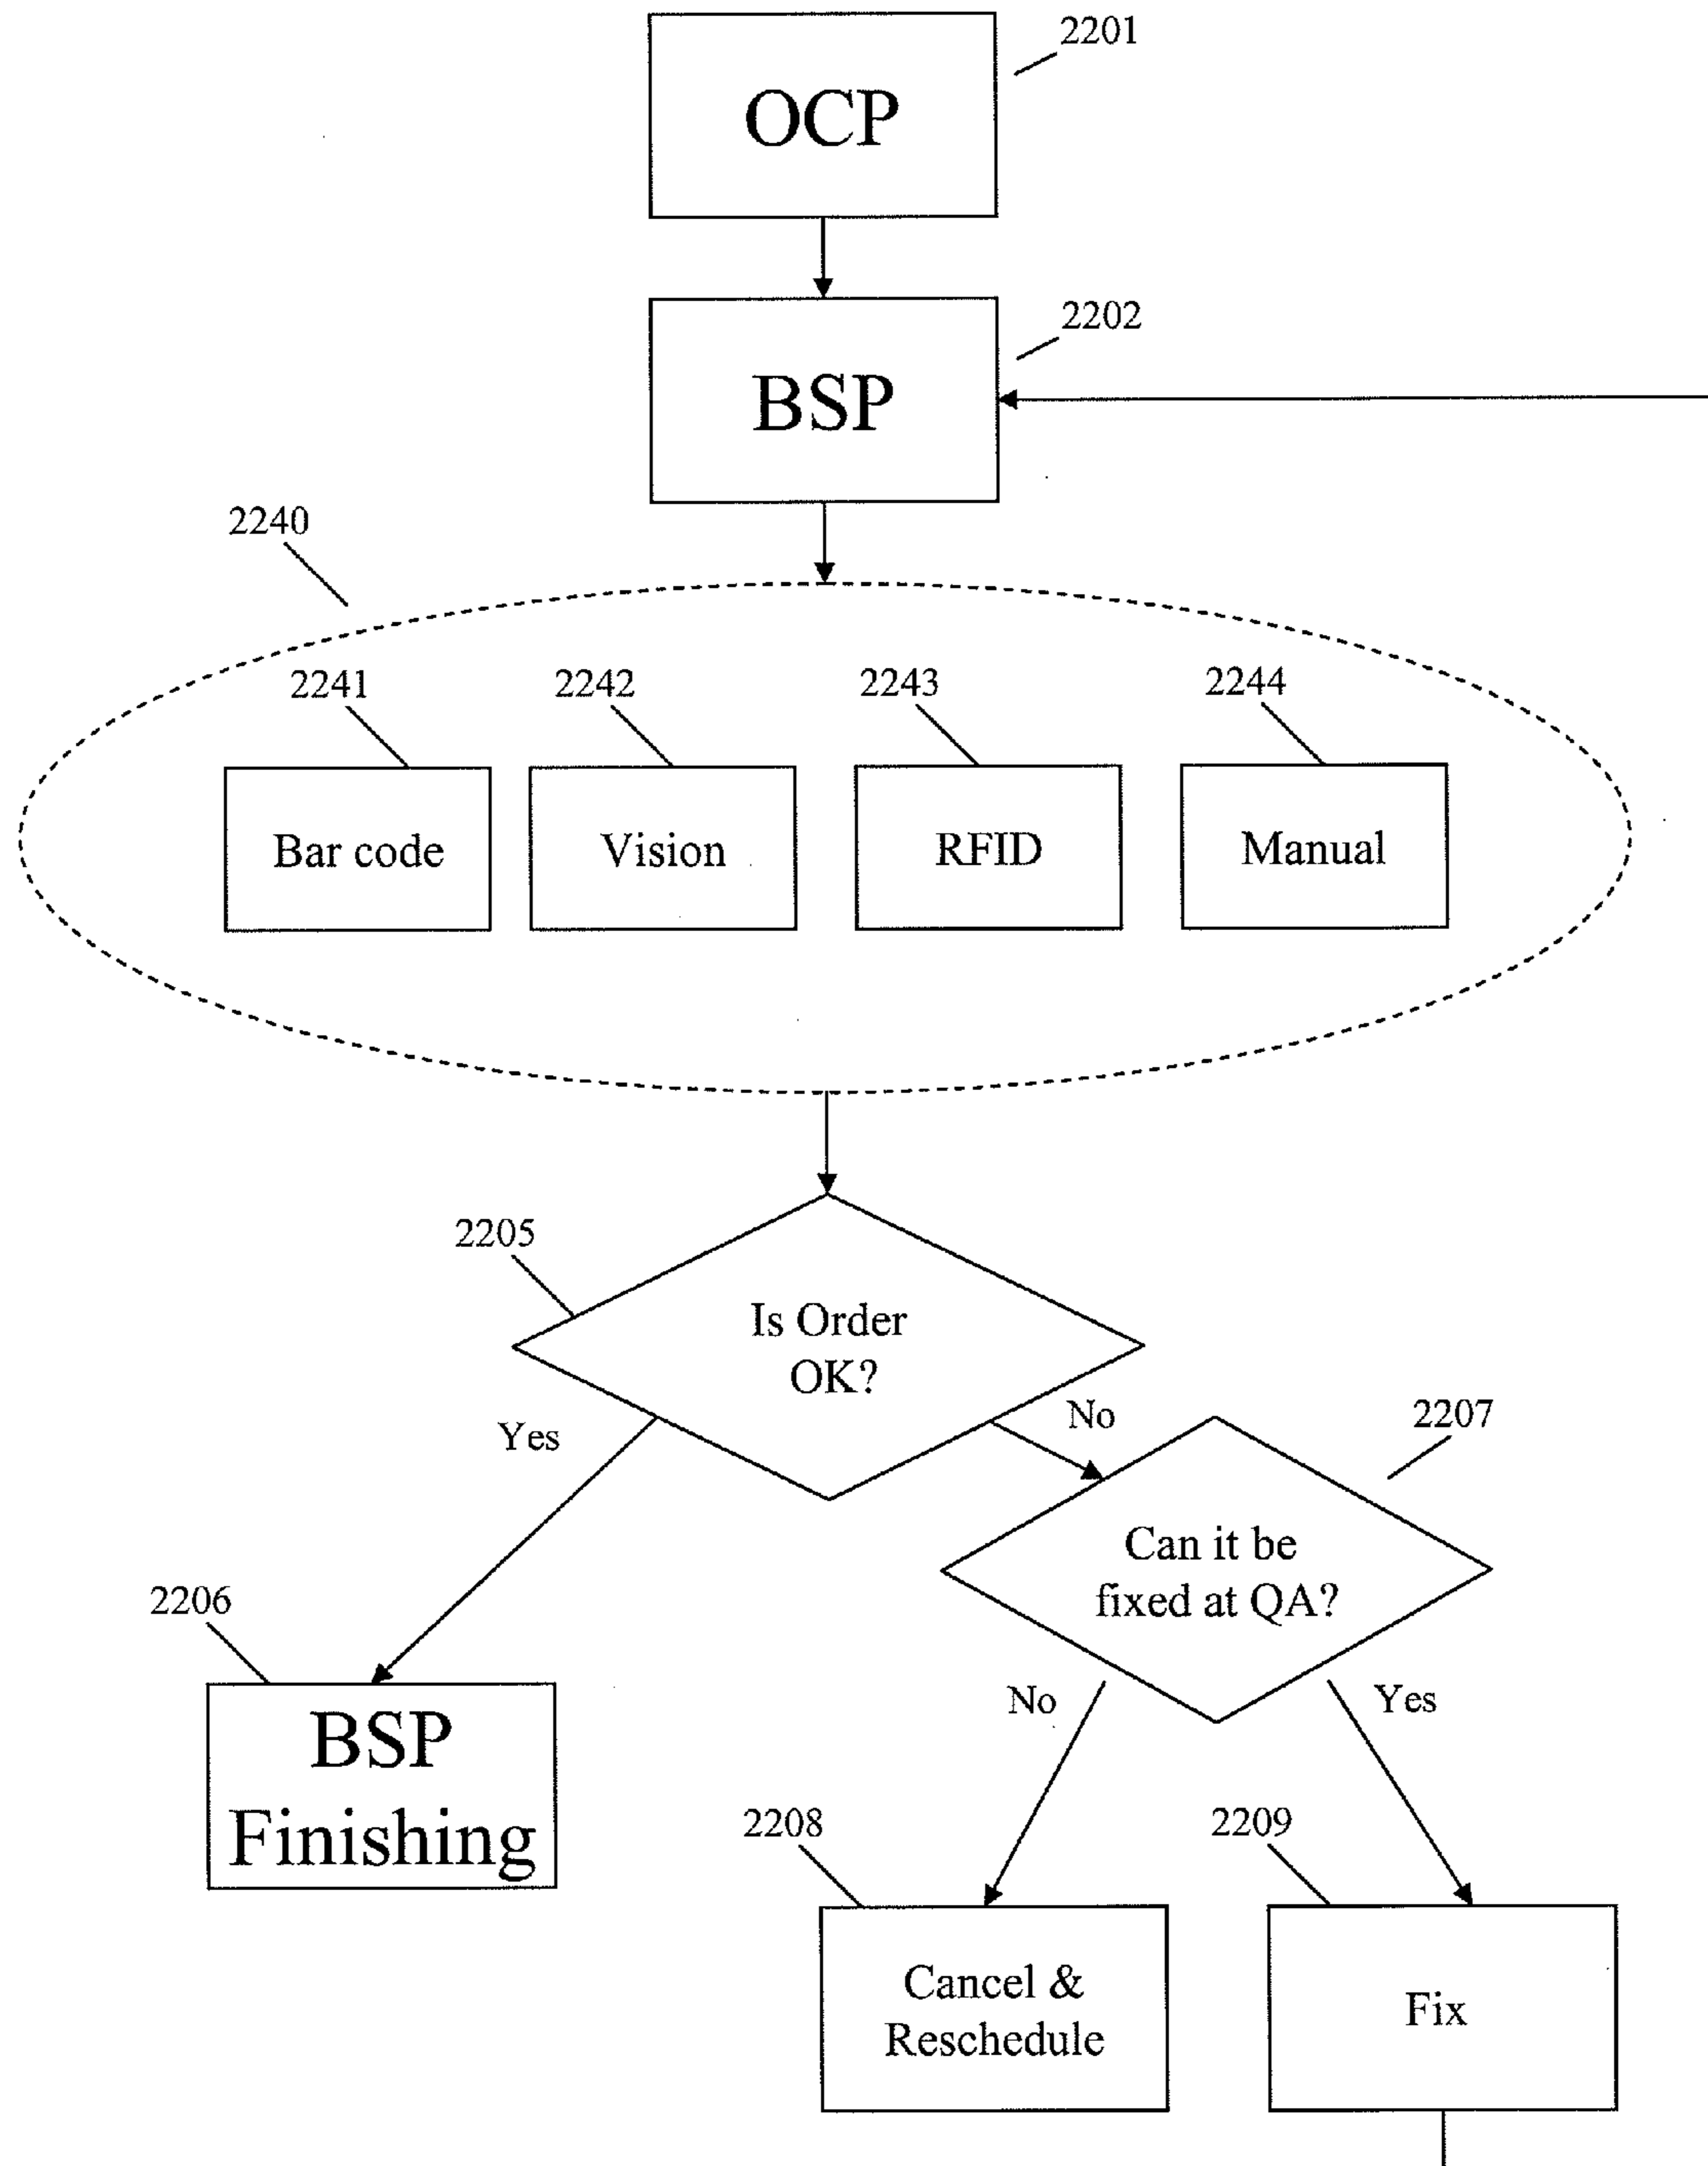 2201
OCP
2202
BSP
2240
2241
2242
2243
2244
Bar code
Vision
RFID
Manual
2205
Is Order
OK?
Yes
No
2207
Can it be
fixed at QA?
2206
No
Yes
BSP
Finishing
2208
2209
Cancel &
Reschedule
Fix